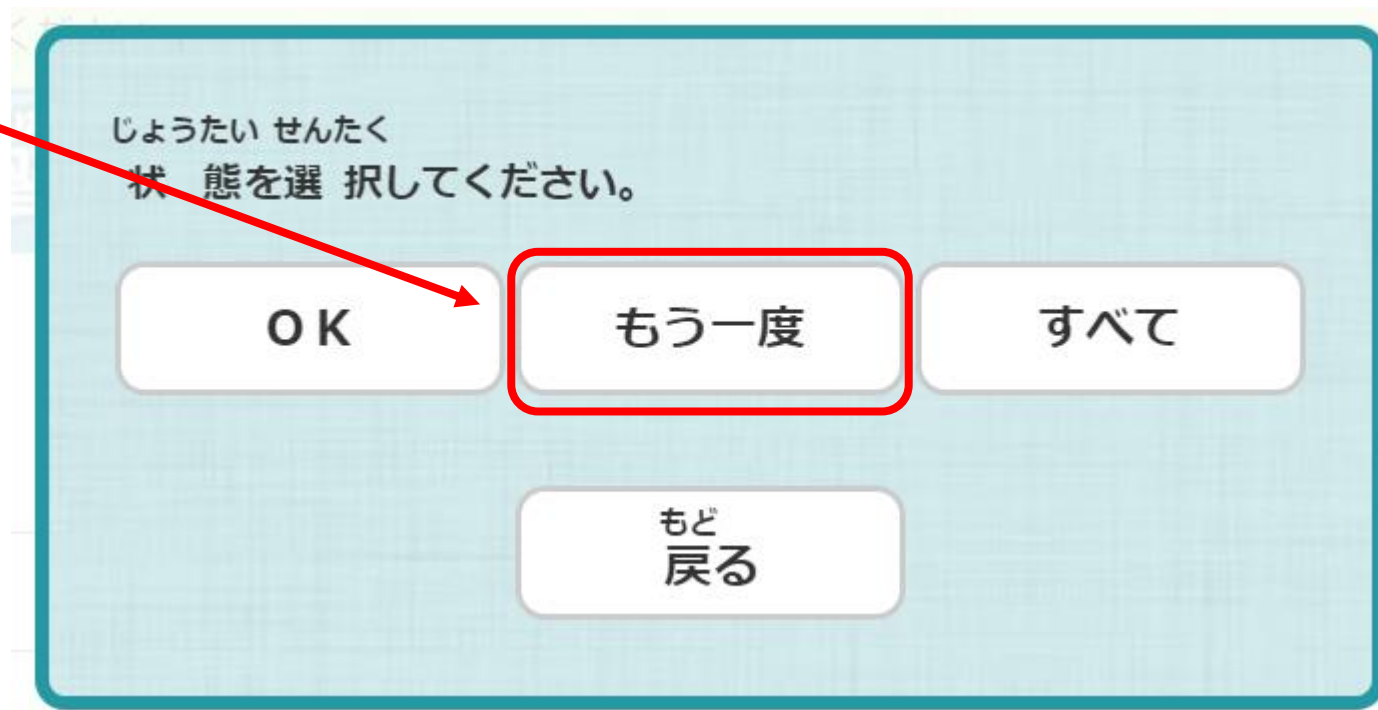 じょうたい せんたく
状 態を選 択してください。
OK
もう一度
すべて
もど
戻る